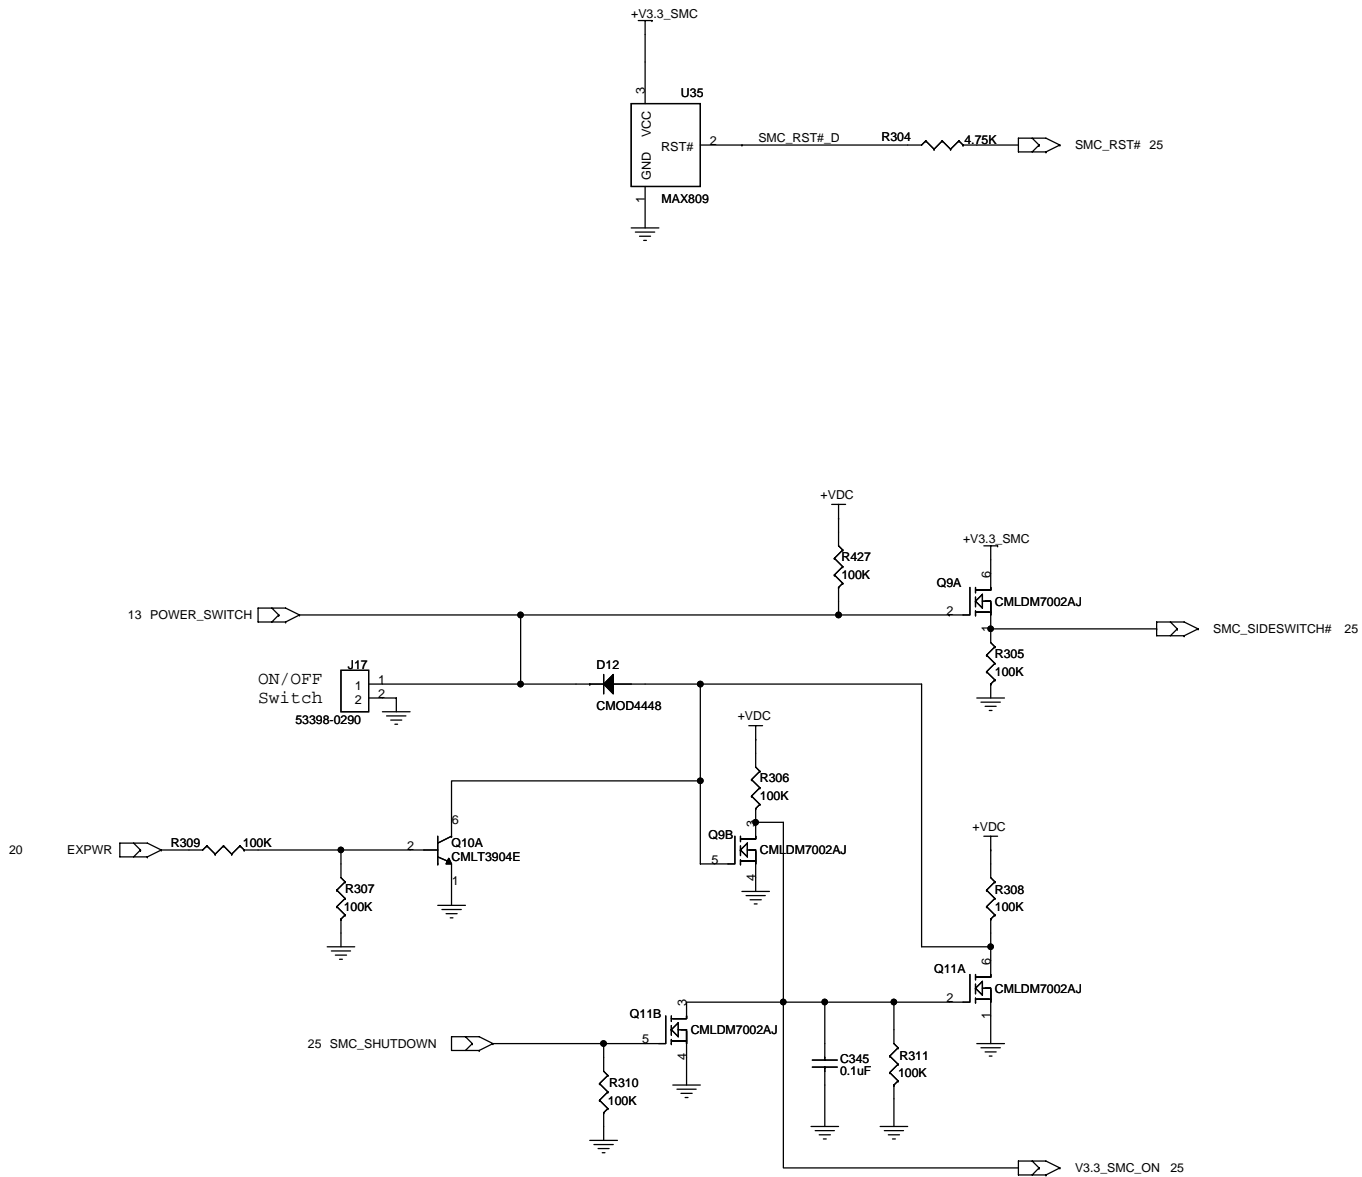 +V3.3_SMC
3
U35
VCC
GND
RST#
2
SMC_RST#_D
R304
4.75K
SMC_RST# 25
1
MAX809
+VDC
R427
100K
+V3.3_SMC
6
Q9A
CMLDM7002AJ
2
1
13 POWER_SWITCH
SMC_SIDESWITCH# 25
R305
100K
ON/OFF
Switch
J17
1
2
1
2
53398-0290
D12
CMOD4448
+VDC
R306
100K
3
Q9B
CMLDM7002AJ
5
4
20 EXPWR
R309
100K
2
6
Q10A
CMLT3904E
1
R307
100K
+VDC
R308
100K
6
Q11A
CMLDM7002AJ
2
1
3
Q11B
CMLDM7002AJ
5
4
25 SMC_SHUTDOWN
R310
100K
C345
0.1uF
R311
100K
V3.3_SMC_ON 25